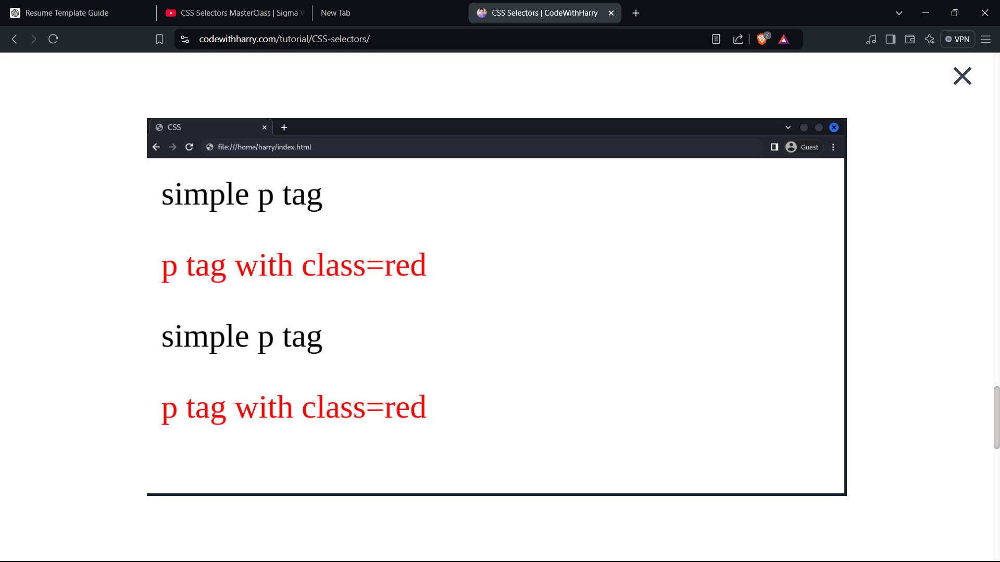 Resume Template Guide
CSS Selectors MasterClass | Sigma
New Tab
CSS Selectors | CodeWithHarry
codewithharry.com/tutorial/CSS-selectors/
2
VPN
CSS
file:///home/harry/index.html
Guest
simple p tag
p tag with class=red
simple p tag
p tag with class=red